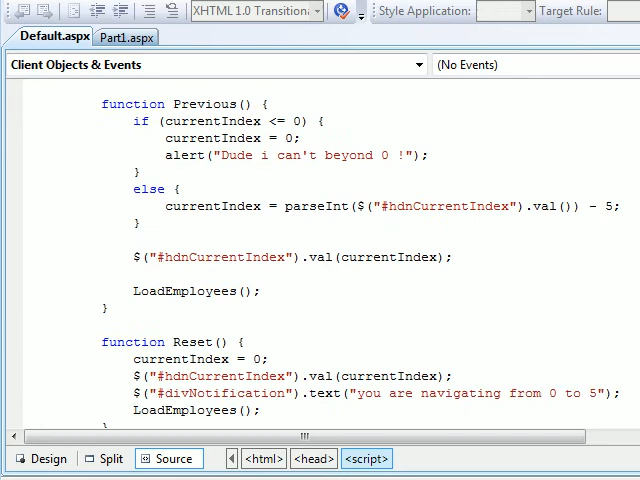 XHTML 1.0 Transitiona Style Application: Target Rule:
Default.aspx Part1.aspx
Client Objects & Events (No Events)
function Previous() {
if (currentIndex <= 0) {
currentIndex = 0;
alert("Dude i can't beyond 0 !");
}
else {
currentIndex = parseInt($("#hdnCurrentIndex").val()) - 5;
}
$("#hdnCurrentIndex").val(currentIndex);
LoadEmployees();
}
function Reset() {
currentIndex = 0;
$("#hdnCurrentIndex").val(currentIndex);
$("#divNotification").text("you are navigating from 0 to 5");
LoadEmployees();
}
Design Split Source <html> <head> <script>